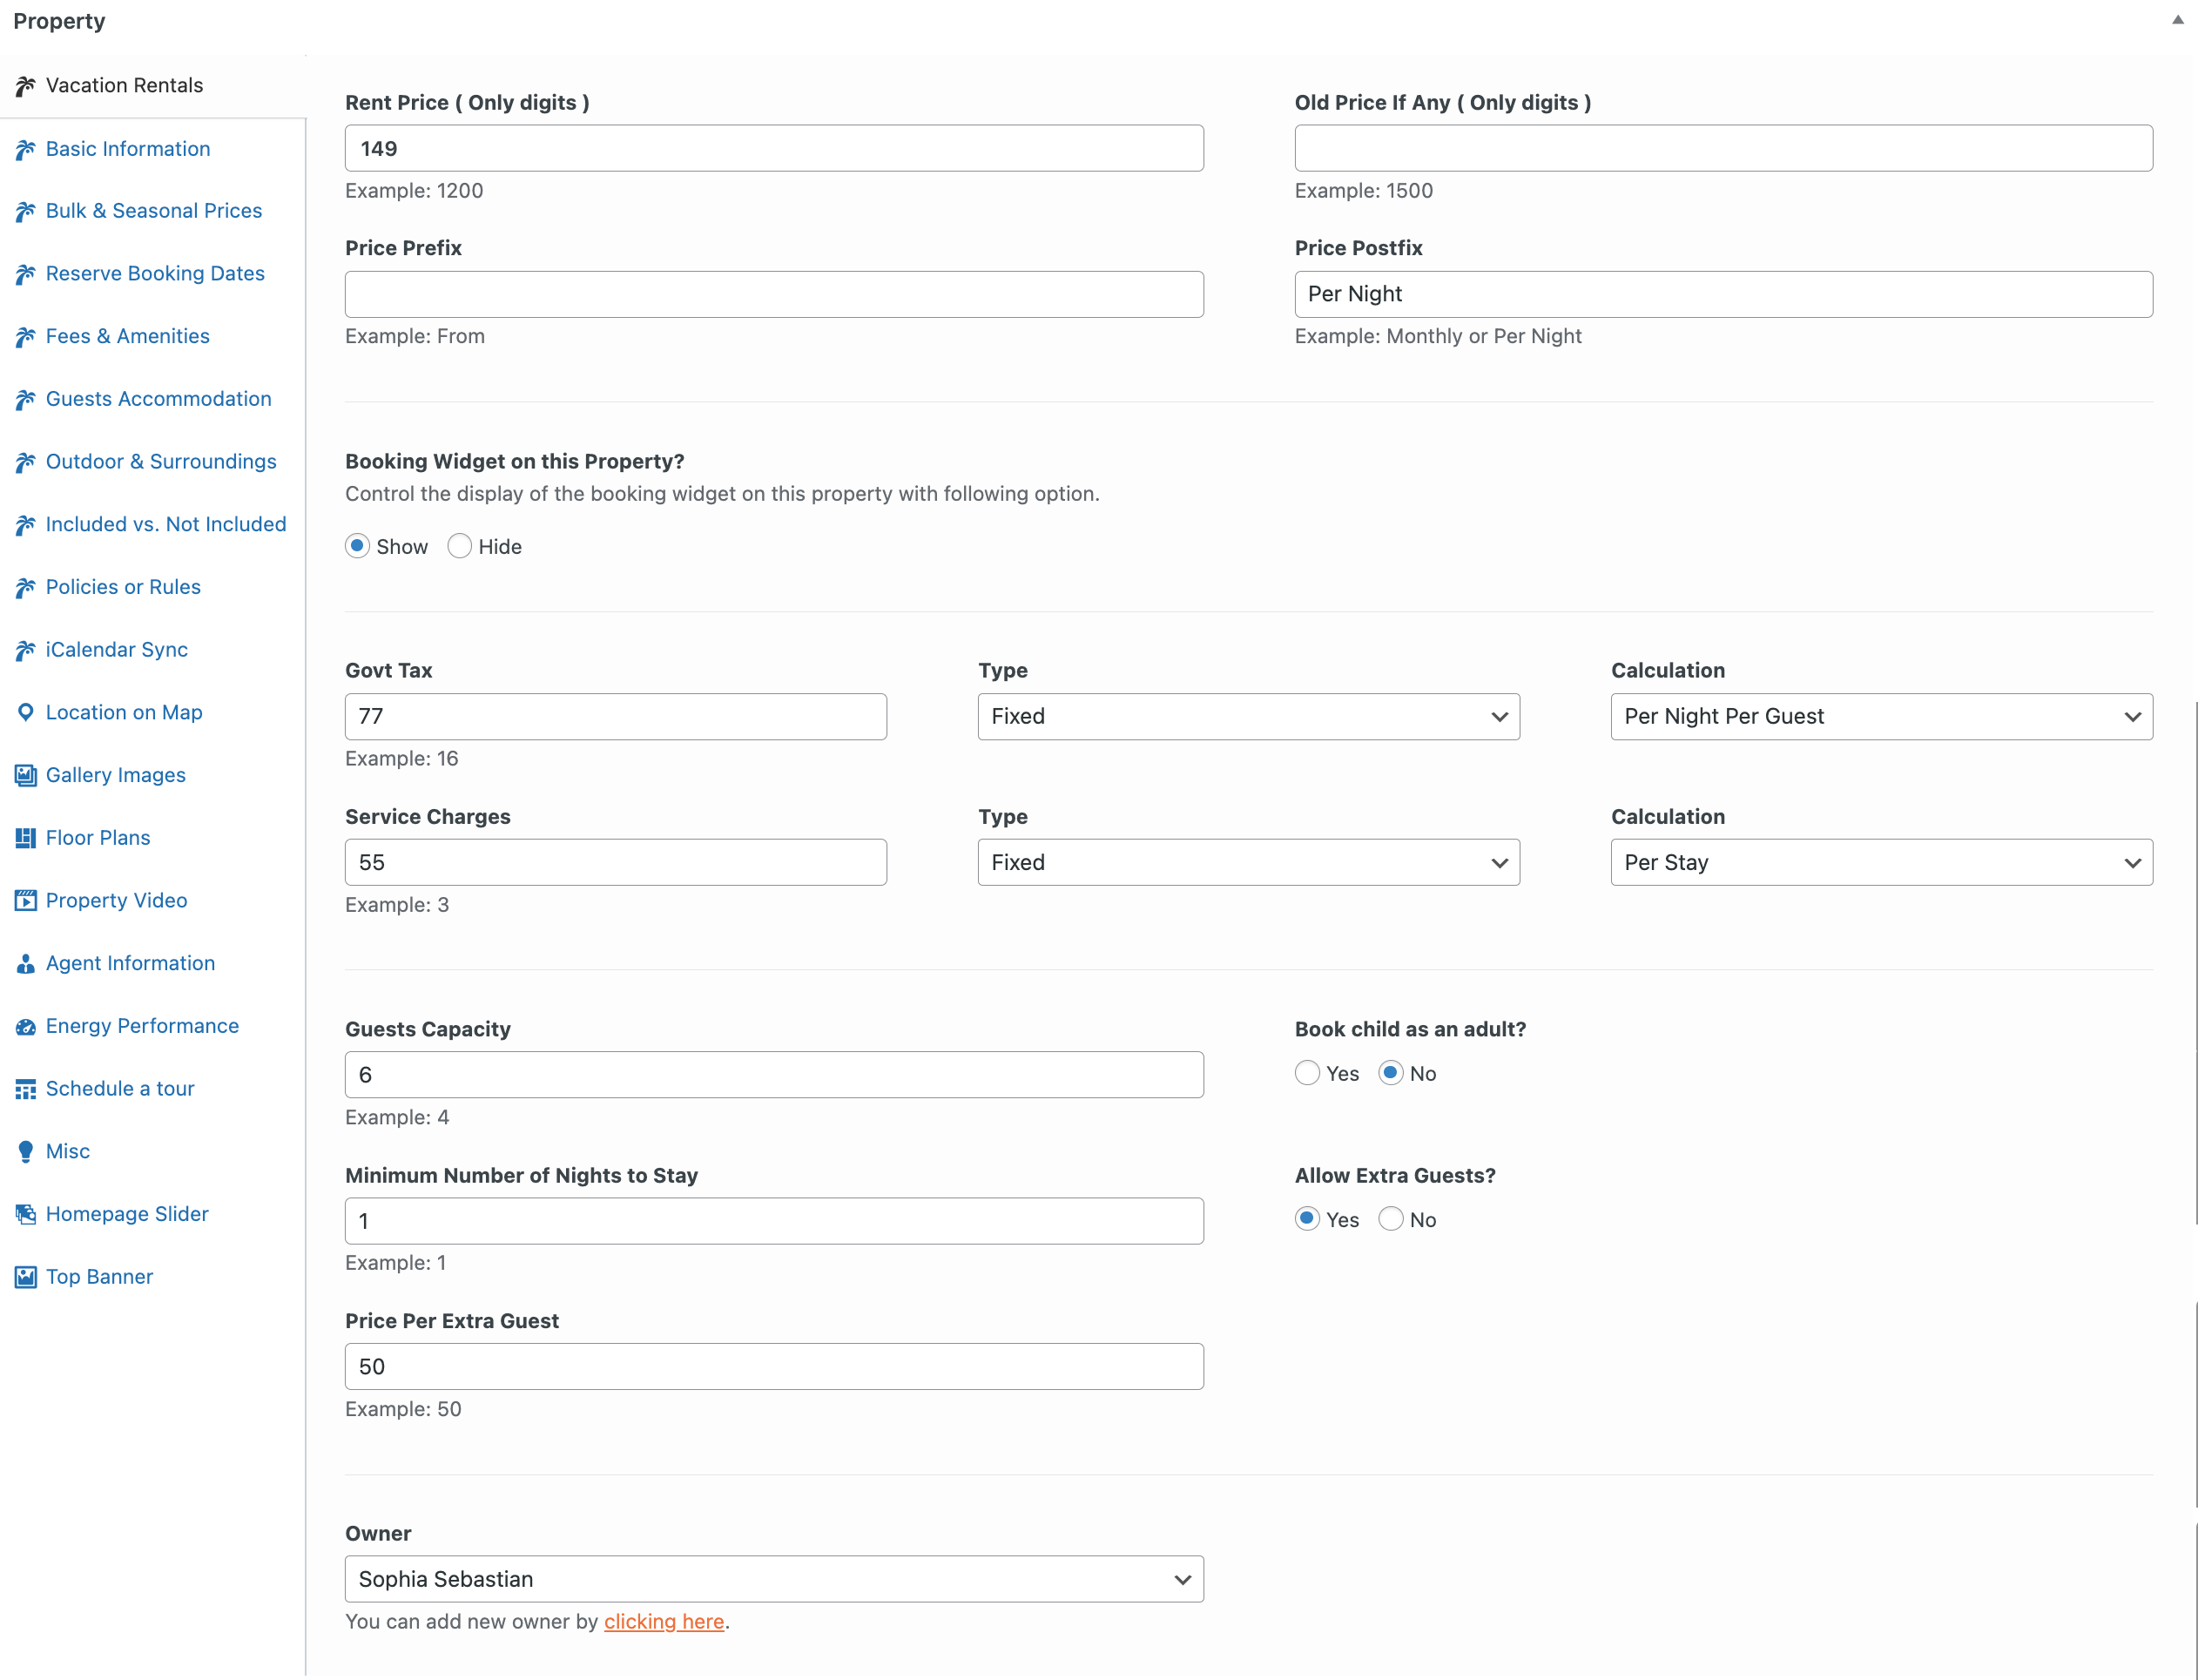 Property
Vacation Rentals
Basic Information
Bulk & Seasonal Prices
Reserve Booking Dates
Fees & Amenities
Guests Accommodation
Outdoor & Surroundings
Included vs. Not Included
Policies or Rules
iCalendar Sync
Location on Map
Gallery Images
Floor Plans
Property Video
Agent Information
Energy Performance
Schedule a tour
Misc
Homepage Slider
Top Banner
Rent Price ( Only digits )
149
Example: 1200
Old Price If Any ( Only digits )
Example: 1500
Price Prefix
Example: From
Price Postfix
Per Night
Example: Monthly or Per Night
Booking Widget on this Property?
Control the display of the booking widget on this property with following option.
Show Hide
Govt Tax
77
Example: 16
Type
Fixed
Calculation
Per Night Per Guest
Service Charges
55
Example: 3
Type
Fixed
Calculation
Per Stay
Guests Capacity
6
Example: 4
Book child as an adult?
Yes No
Minimum Number of Nights to Stay
1
Example: 1
Allow Extra Guests?
Yes No
Price Per Extra Guest
50
Example: 50
Owner
Sophia Sebastian
You can add new owner by clicking here.